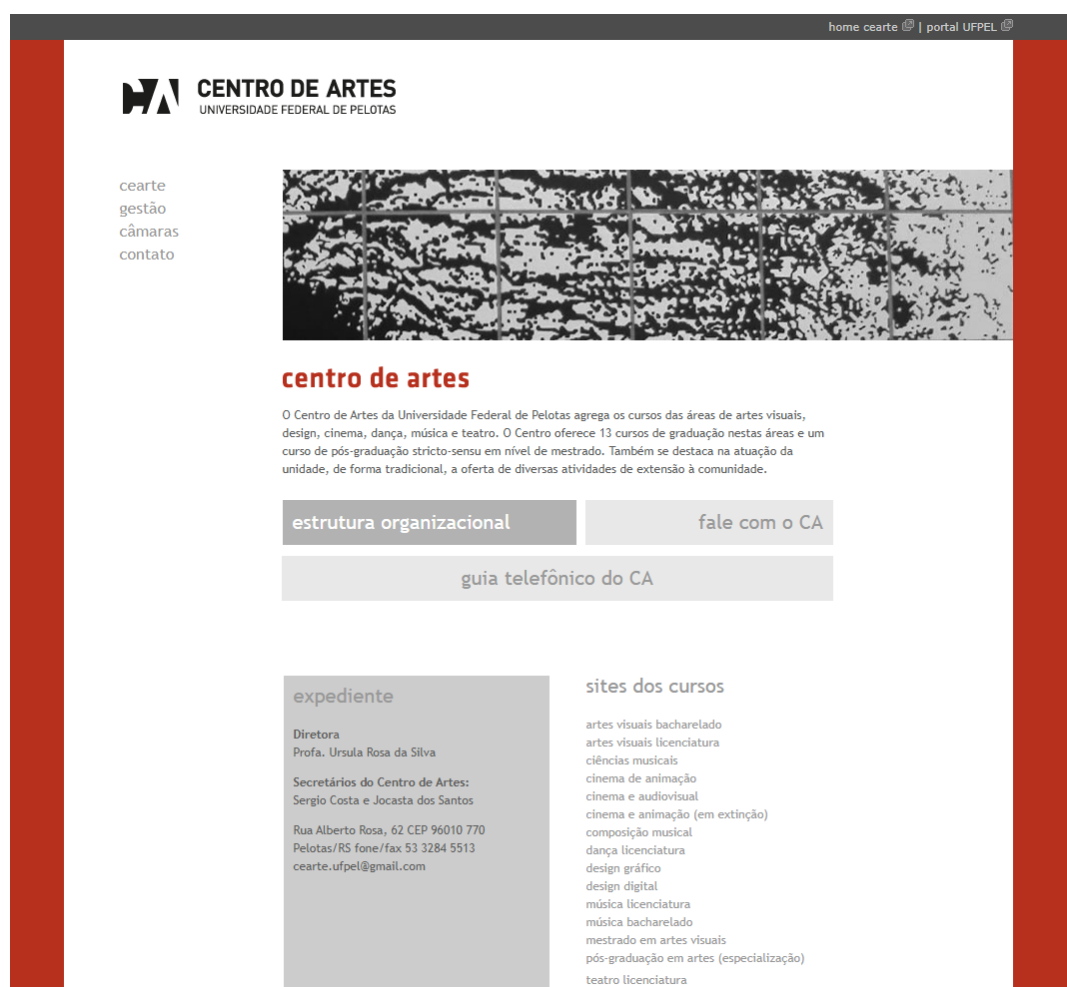 home cearte | portal UFPEL
CA CENTRO DE ARTES
UNIVERSIDADE FEDERAL DE PELOTAS
cearte
gestão
câmaras
contato
centro de artes
O Centro de Artes da Universidade Federal de Pelotas agrega os cursos das áreas de artes visuais,
design, cinema, dança, música e teatro. O Centro oferece 13 cursos de graduação nestas áreas e um
curso de pós-graduação stricto-sensu em nível de mestrado. Também se destaca na atuação da
unidade, de forma tradicional, a oferta de diversas atividades de extensão à comunidade.
estrutura organizacional
fale com o CA
guia telefônico do CA
expediente
Diretora
Profa. Ursula Rosa da Silva
Secretários do Centro de Artes:
Sergio Costa e Jocasta dos Santos
Rua Alberto Rosa, 62 CEP 96010 770
Pelotas/RS fone/fax 53 3284 5513
cearte.ufpel@gmail.com
sites dos cursos
artes visuais bacharelado
artes visuais licenciatura
ciências musicais
cinema de animação
cinema e audiovisual
cinema e animação (em extinção)
composição musical
dança licenciatura
design gráfico
design digital
música licenciatura
música bacharelado
mestrado em artes visuais
pós-graduação em artes (especialização)
teatro licenciatura